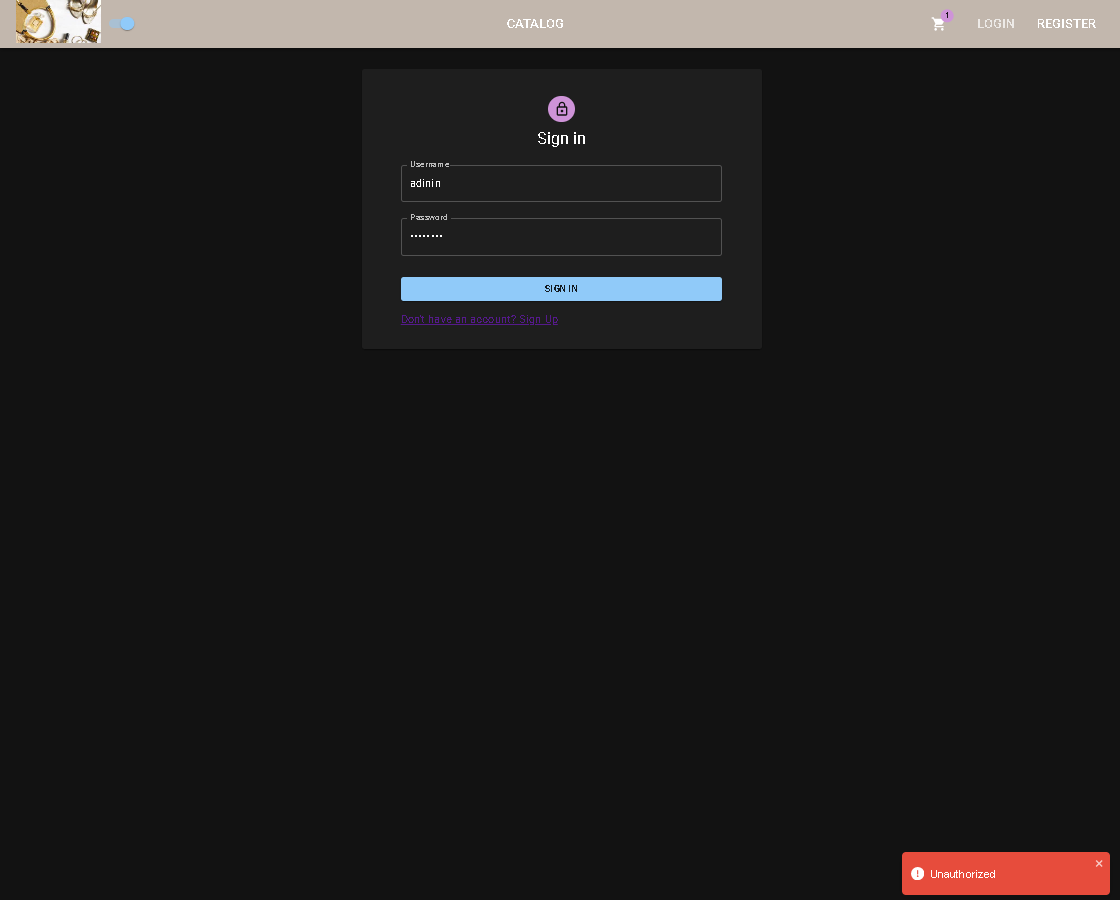 CATALOG
1
LOGIN
REGISTER
Sign in
Username
adinin
Password
••••••••
SIGN IN
Don't have an account? Sign Up
Unauthorized